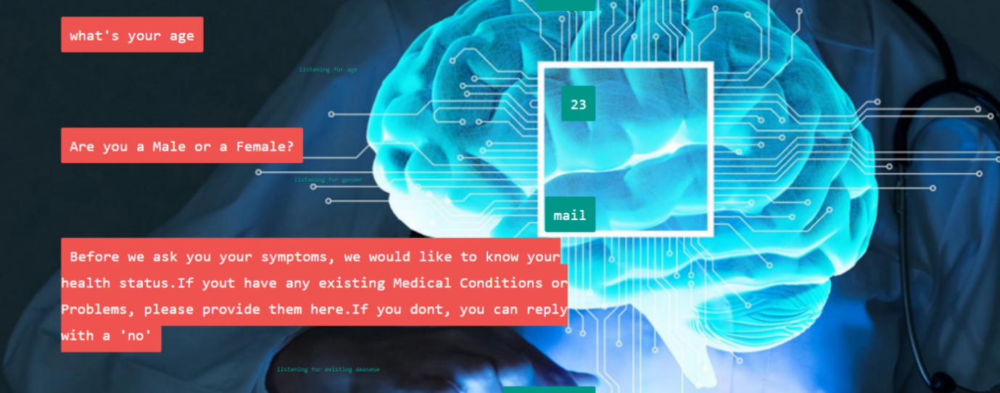 what's your age
listening for age
23
Are you a Male or a Female?
listening for gender
mail
Before we ask you your symptoms, we would like to know your
health status.If yout have any existing Medical Conditions or
Problems, please provide them here.If you dont, you can reply
with a 'no'
listening for existing deasese